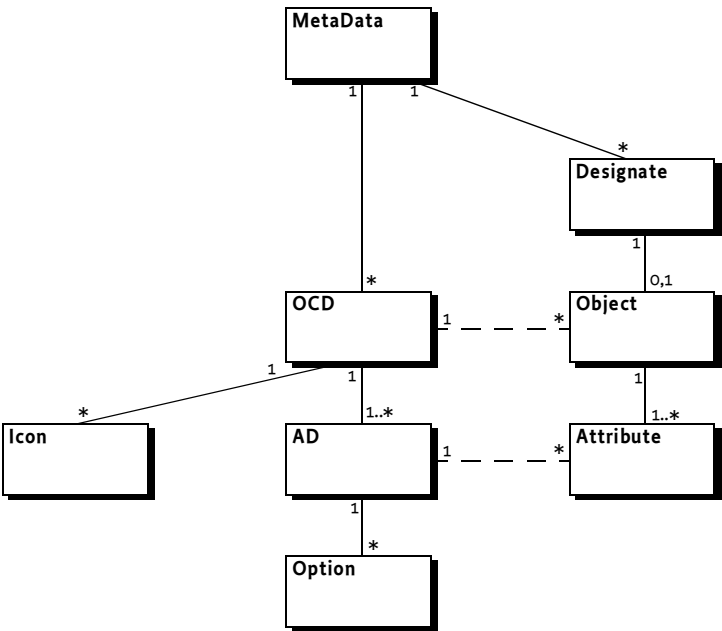 MetaData
1
1
*
Designate
1
*
0,1
OCD
1
*
Object
1
1
1
*
1..*
1..*
Icon
AD
1
*
Attribute
1
*
Option